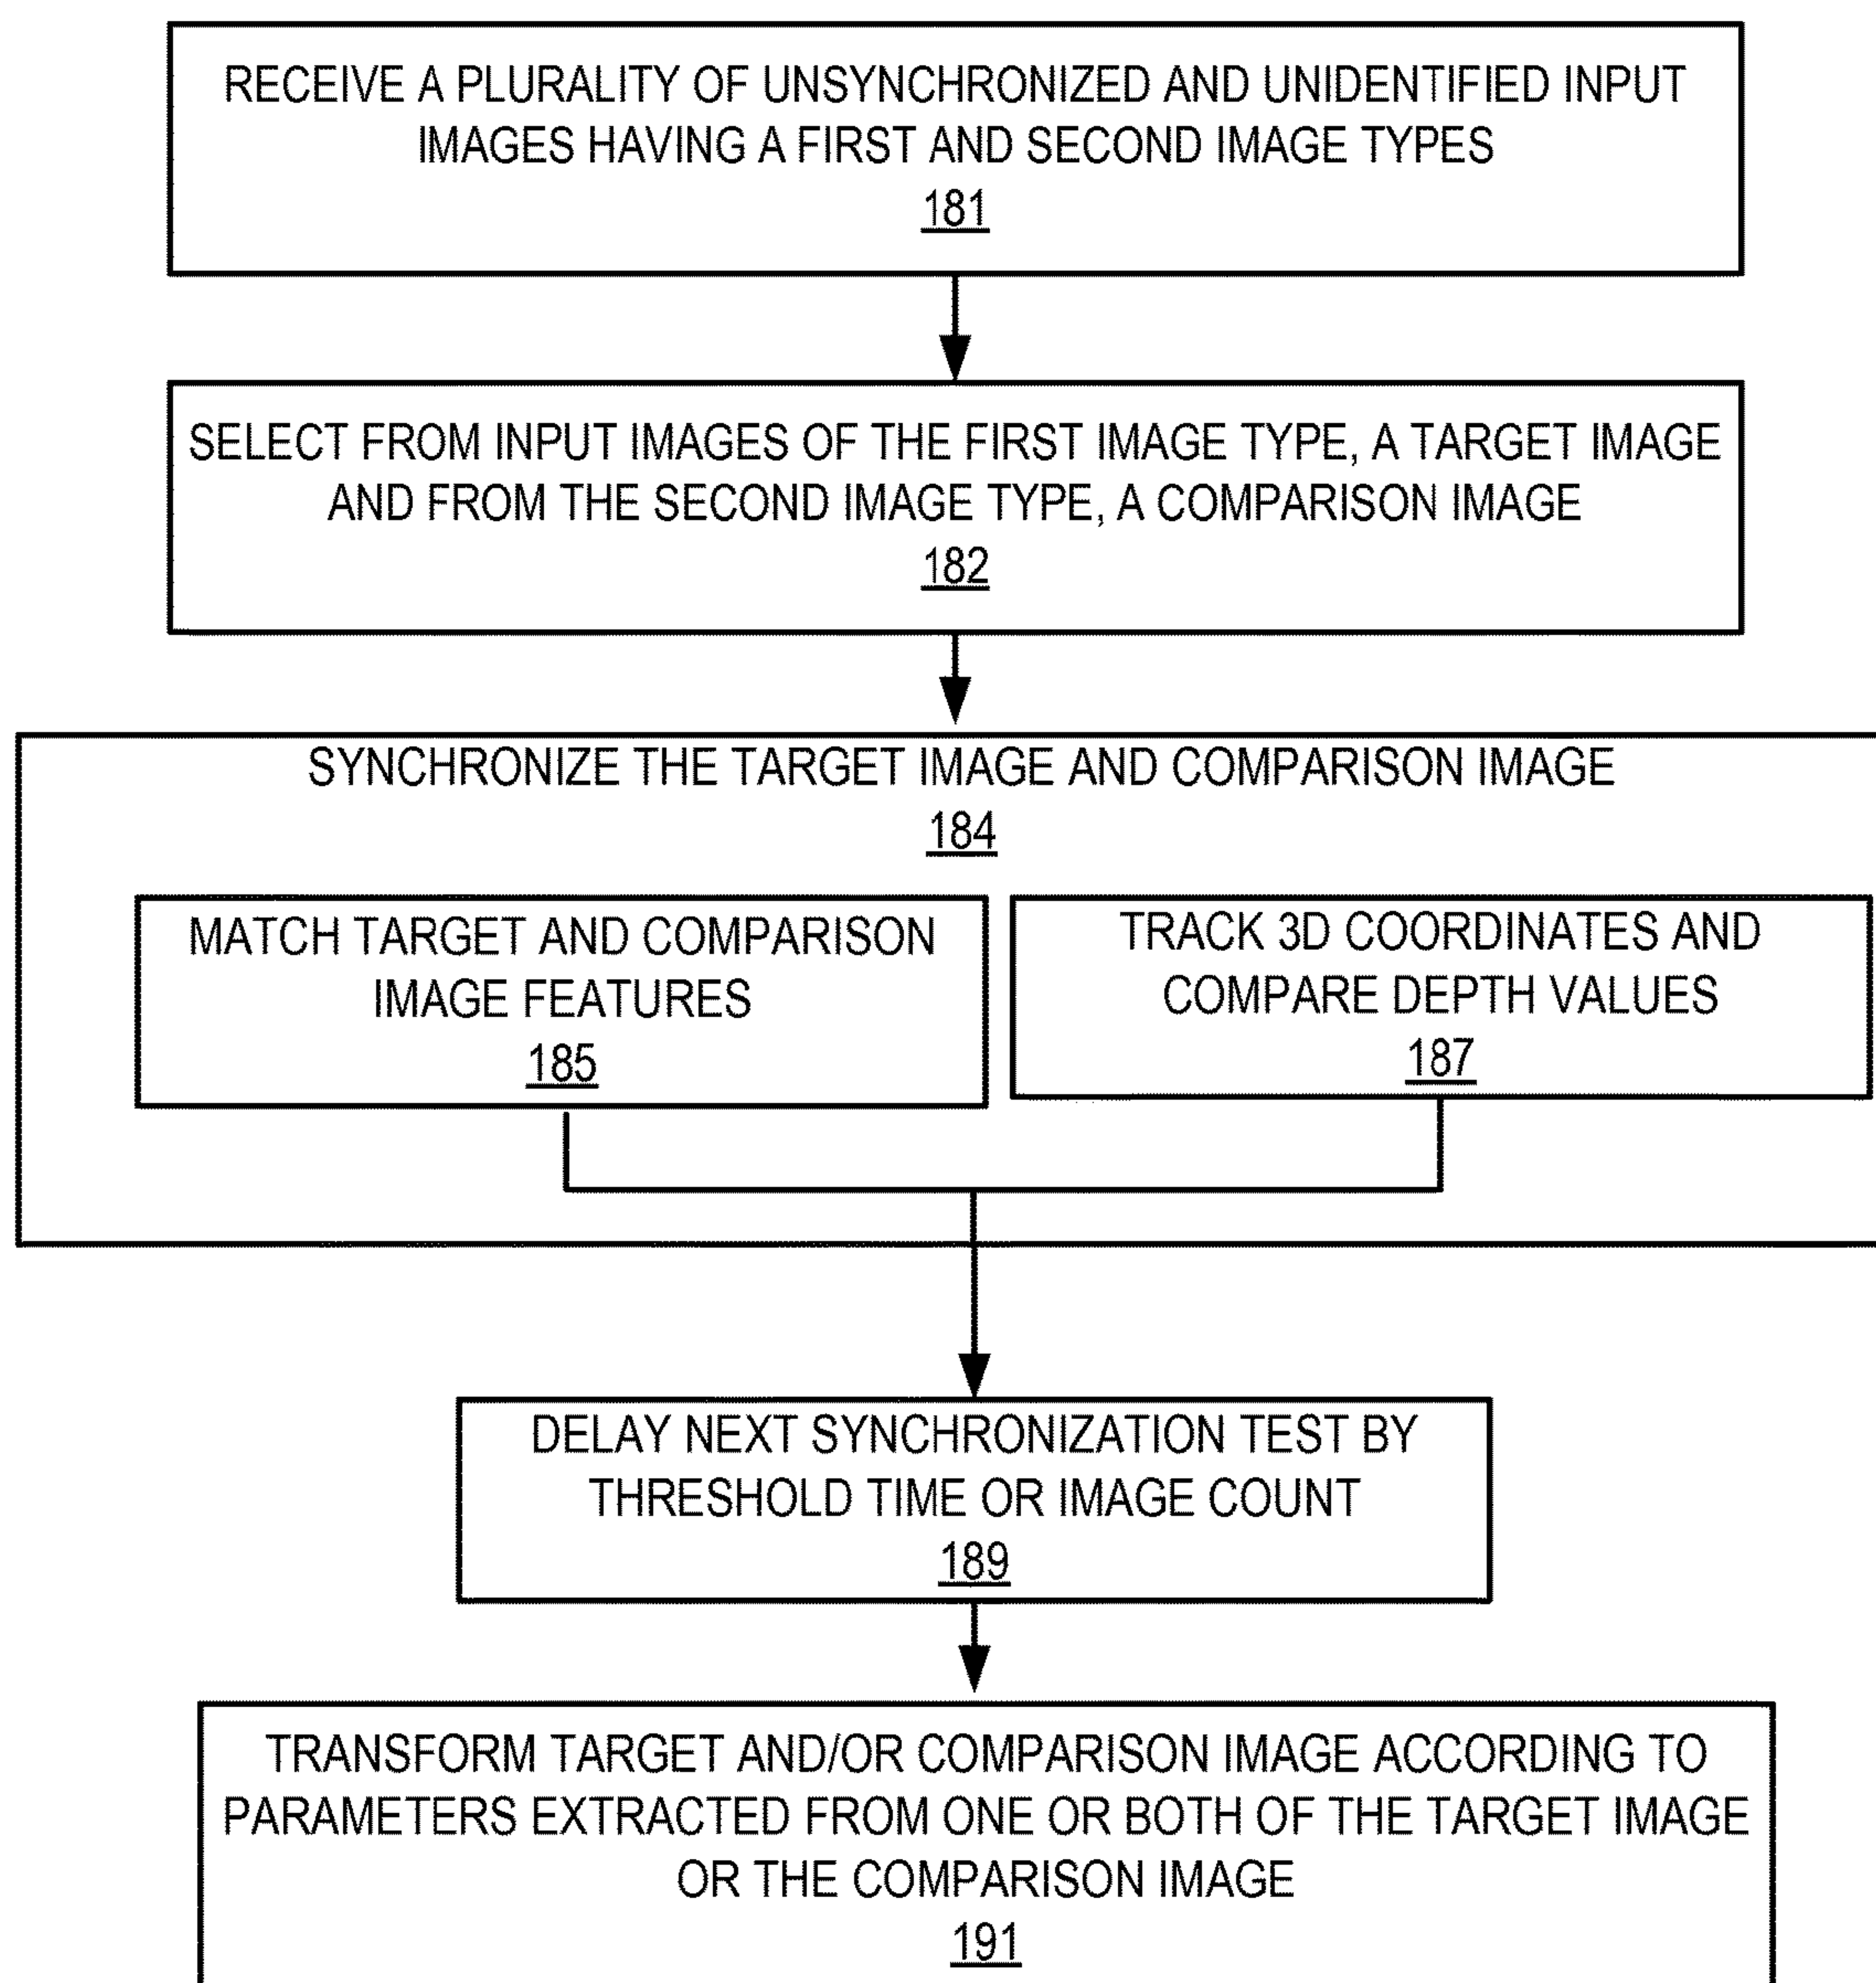 RECEIVE A PLURALITY OF UNSYNCHRONIZED AND UNIDENTIFIED INPUT
IMAGES HAVING A FIRST AND SECOND IMAGE TYPES
181
SELECT FROM INPUT IMAGES OF THE FIRST IMAGE TYPE, A TARGET IMAGE
AND FROM THE SECOND IMAGE TYPE, A COMPARISON IMAGE
182
SYNCHRONIZE THE TARGET IMAGE AND COMPARISON IMAGE
184
MATCH TARGET AND COMPARISON
IMAGE FEATURES
185
TRACK 3D COORDINATES AND
COMPARE DEPTH VALUES
187
DELAY NEXT SYNCHRONIZATION TEST BY
THRESHOLD TIME OR IMAGE COUNT
189
TRANSFORM TARGET AND/OR COMPARISON IMAGE ACCORDING TO
PARAMETERS EXTRACTED FROM ONE OR BOTH OF THE TARGET IMAGE
OR THE COMPARISON IMAGE
191